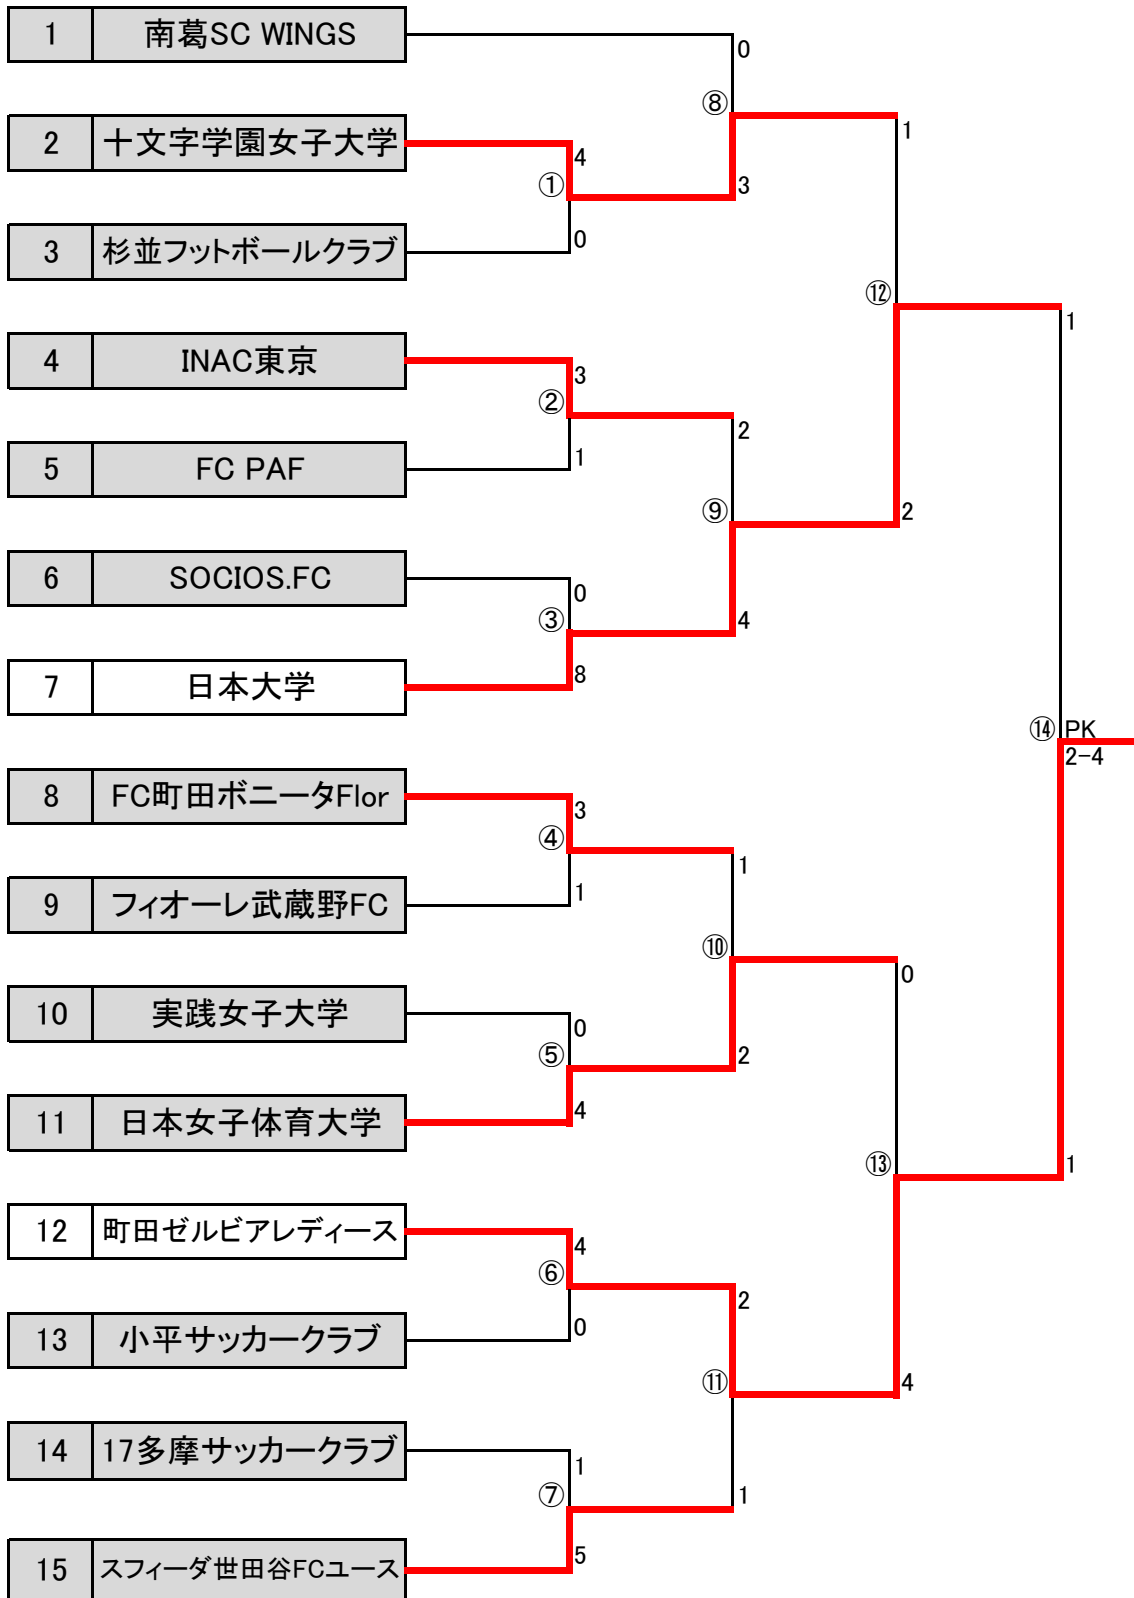 1 南葛SC WINGS
0
⑧
1
2 十文字学園女子大学
4
①
3
3 杉並フットボールクラブ
0
⑫
1
4 INAC東京
3
②
2
5 FC PAF
1
⑨
2
6 SOCIOS.FC
0
③
4
7 日本大学
8
⑭ PK
2-4
8 FC町田ボニータFlor
3
④
1
9 フィオーレ武蔵野FC
1
⑩
0
10 実践女子大学
0
⑤
2
11 日本女子体育大学
4
⑬
1
12 町田ゼルビアレディース
4
⑥
2
13 小平サッカークラブ
0
⑪
4
14 17多摩サッカークラブ
1
⑦
1
15 スフィーダ世田谷FCユース
5